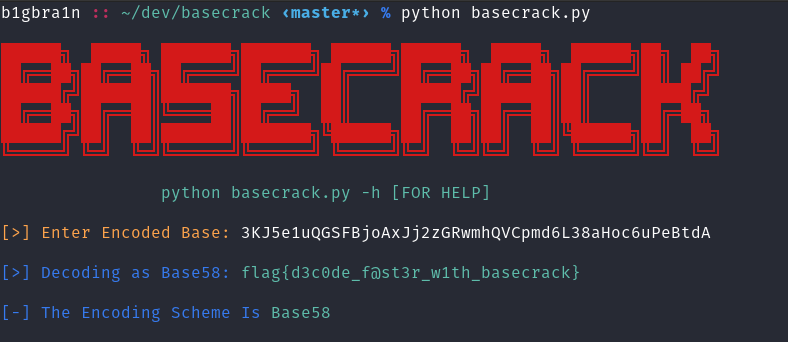 b1gbra1n :: ~/dev/basecrack ‹master*› % python basecrack.py
BASECRACK
python basecrack.py -h [FOR HELP]
[>] Enter Encoded Base: 3KJ5e1uQGSFBjoAxJj2zGRwmhQVCpmd6L38aHoc6uPeBtdA
[>] Decoding as Base58: flag{d3c0de_f@st3r_w1th_basecrack}
[-] The Encoding Scheme Is Base58